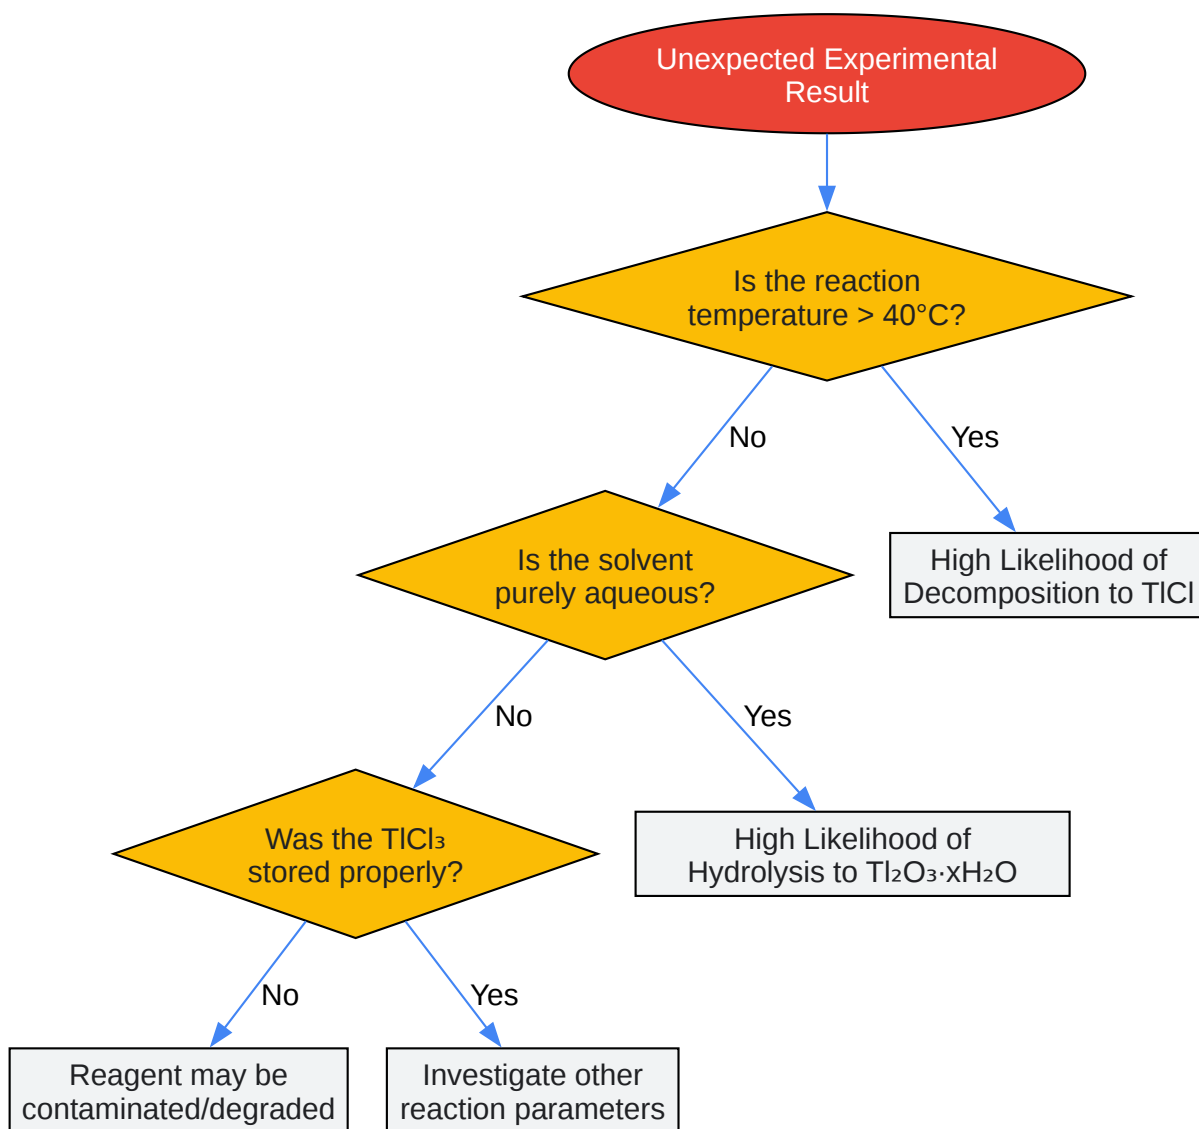 Unexpected Experimental
Result
Is the reaction
temperature > 40°C?
No
Yes
Is the solvent
purely aqueous?
High Likelihood of
Decomposition to TlCl
No
Yes
Was the TlCl₃
stored properly?
High Likelihood of
Hydrolysis to Tl₂O₃·xH₂O
No
Yes
Reagent may be
contaminated/degraded
Investigate other
reaction parameters